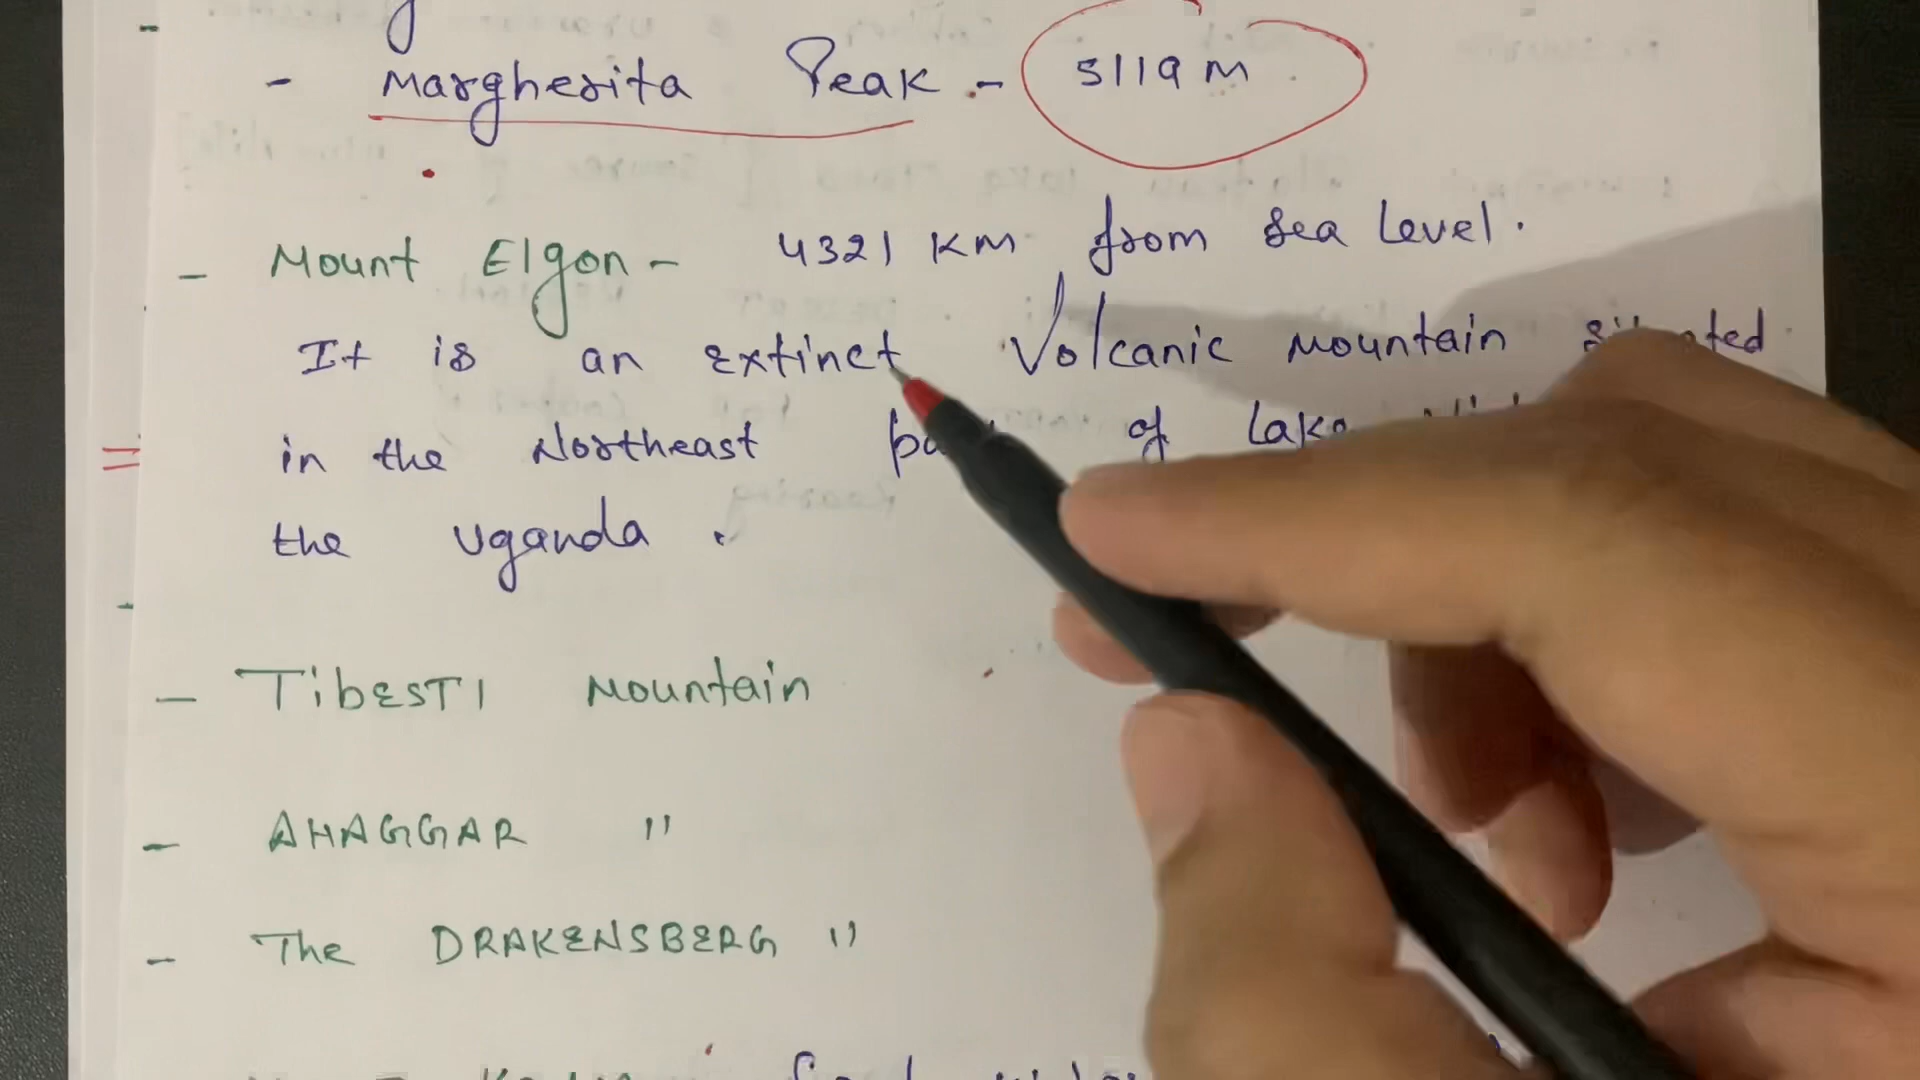 - Margherita Peak - 5119 M
- Mount Elgon - 4321 KM from Sea Level.
It is an extinct Volcanic Mountain
in the Northeast of Lake
the Uganda.
- TibESTI Mountain
- AHAGGAR "
- The DRAKENSBERG "